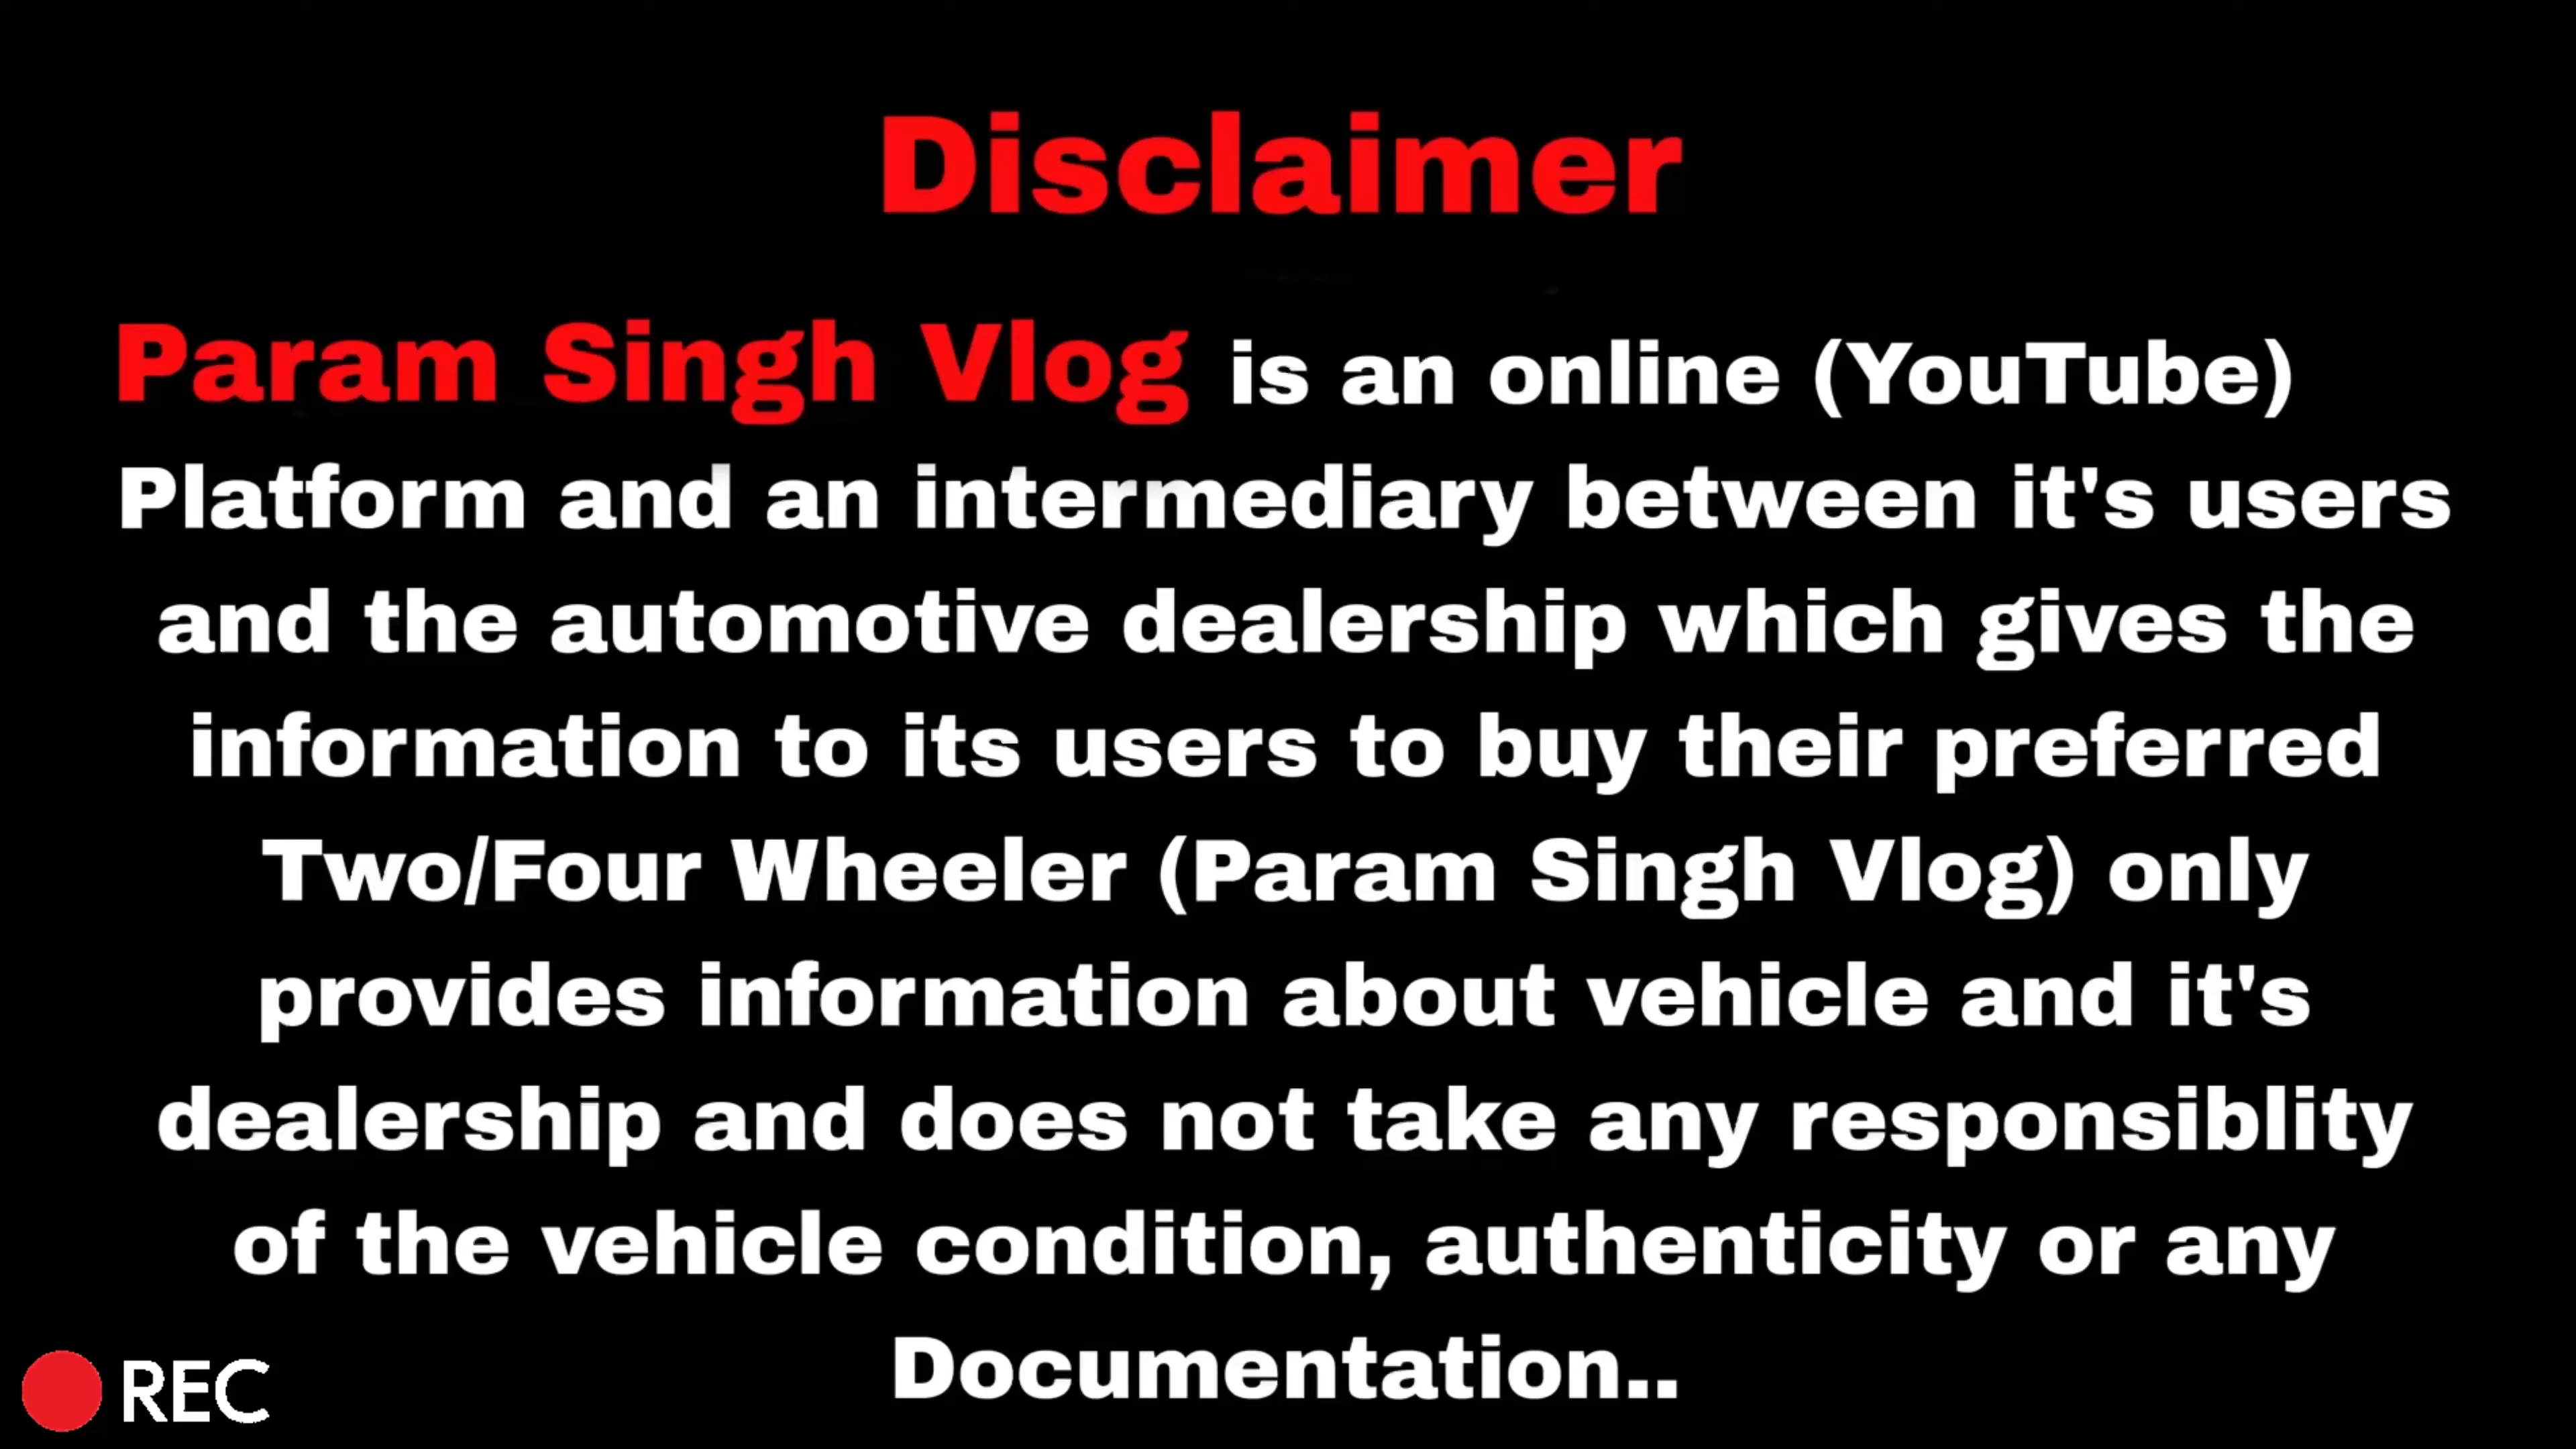 Disclaimer
Param Singh Vlog is an online (YouTube)
Platform and an intermediary between it's users
and the automotive dealership which gives the
information to its users to buy their preferred
Two/Four Wheeler (Param Singh Vlog) only
provides information about vehicle and it's
dealership and does not take any responsiblity
of the vehicle condition, authenticity or any
Documentation..
REC